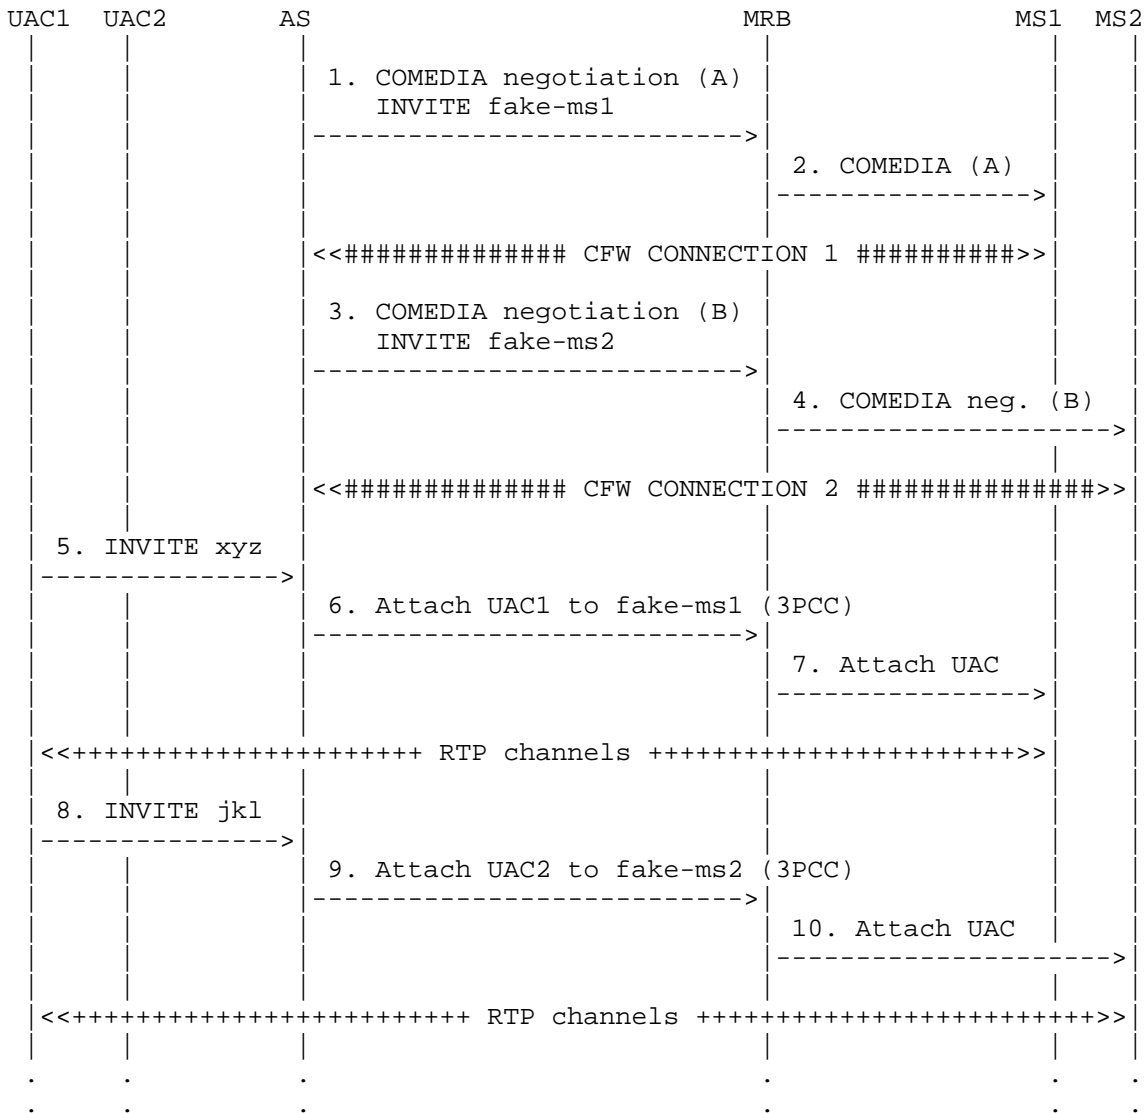 UAC1 UAC2 AS MRB MS1 MS2
1. COMEDIA negotiation (A)
INVITE fake-ms1
2. COMEDIA (A)
<<############## CFW CONNECTION 1 ##########>>
3. COMEDIA negotiation (B)
INVITE fake-ms2
4. COMEDIA neg. (B)
<<############## CFW CONNECTION 2 ###############>>
5. INVITE xyz
6. Attach UAC1 to fake-ms1 (3PCC)
7. Attach UAC
<<++++++++++++++++++++++ RTP channels +++++++++++++++++++++++>>
8. INVITE jkl
9. Attach UAC2 to fake-ms2 (3PCC)
10. Attach UAC
<<+++++++++++++++++++++++++ RTP channels +++++++++++++++++++++++++>>